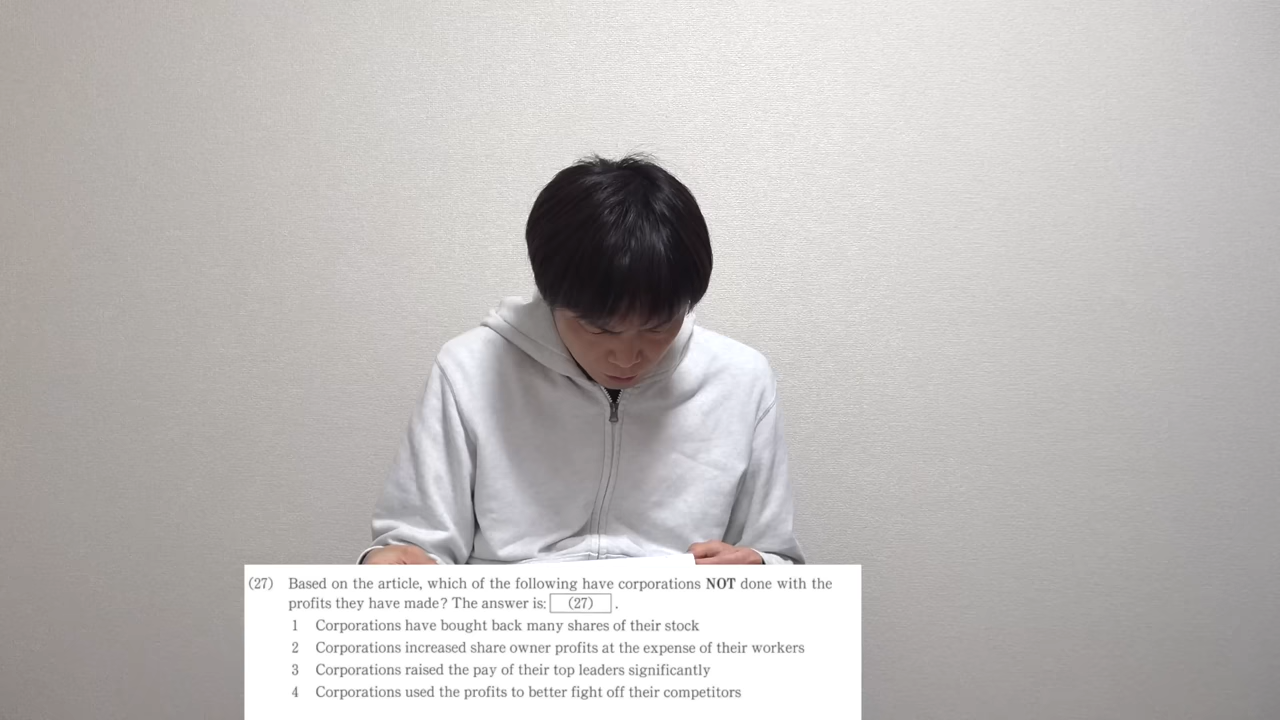 (27) Based on the article, which of the following have corporations NOT done with the
profits they have made? The answer is: (27) .
1 Corporations have bought back many shares of their stock
2 Corporations increased share owner profits at the expense of their workers
3 Corporations raised the pay of their top leaders significantly
4 Corporations used the profits to better fight off their competitors